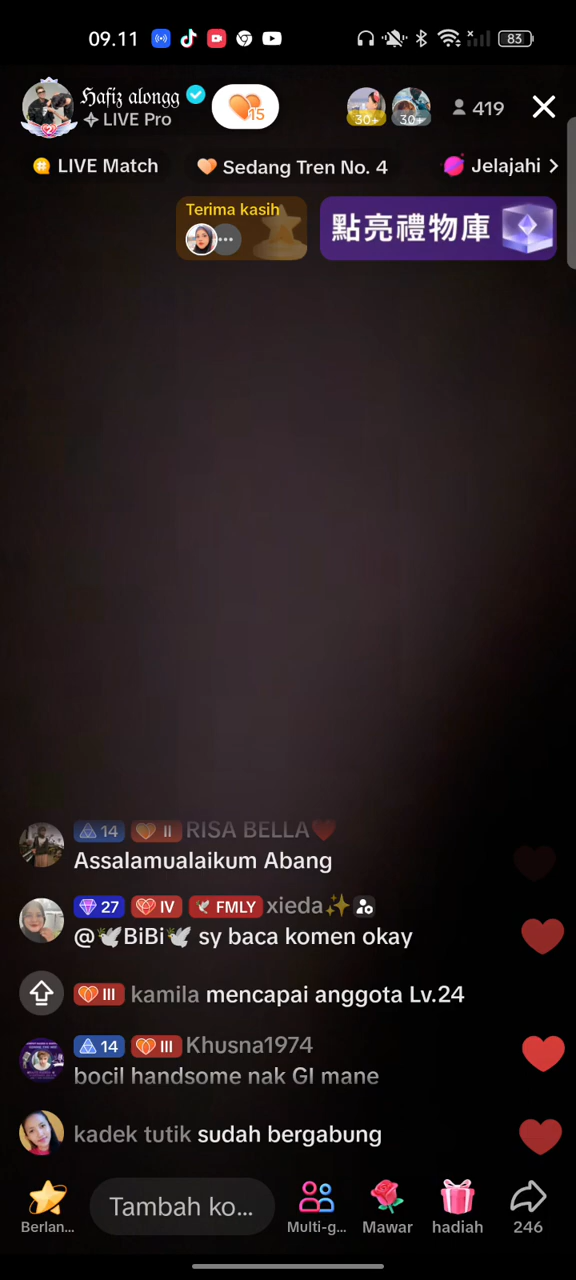 09.11
83
Hafiz alongg
LIVE Pro
15
30+
30+
419
LIVE Match
Sedang Tren No. 4
Jelajahi
Terima kasih
點亮禮物庫
14 II RISA BELLA❤️
Assalamualaikum Abang
27 IV FMLY xieda✨
@🕊️BiBi🕊️ sy baca komen okay
III kamila mencapai anggota Lv.24
14 III Khusna1974
bocil handsome nak GI mane
kadek tutik sudah bergabung
Berlan...
Tambah ko...
Multi-g...
Mawar
hadiah
246